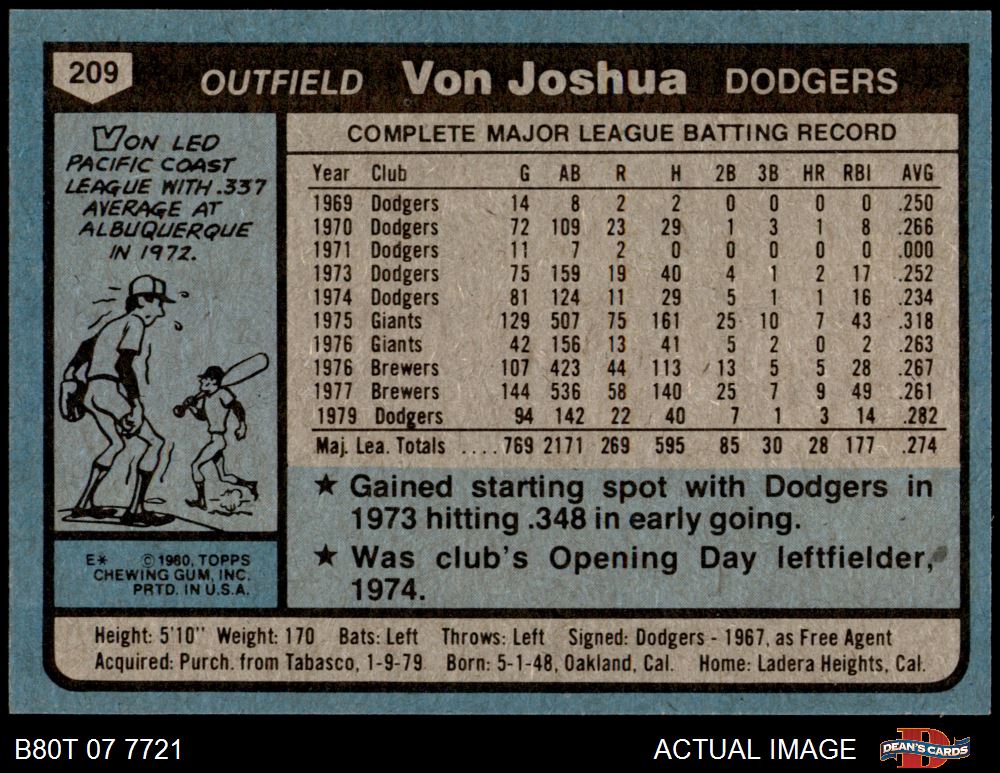 209 OUTFIELD Von Joshua DODGERS
VON LED
PACIFIC COAST
LEAGUE WITH .337
AVERAGE AT
ALBUQUERQUE
IN 1972.
E* © 1980, TOPPS
CHEWING GUM, INC.
PRTD. IN U.S.A.
COMPLETE MAJOR LEAGUE BATTING RECORD
Year Club G AB R H 2B 3B HR RBI AVG
1969 Dodgers 14 8 2 2 0 0 0 0 .250
1970 Dodgers 72 109 23 29 1 3 1 8 .266
1971 Dodgers 11 7 2 0 0 0 0 0 .000
1973 Dodgers 75 159 19 40 4 1 2 17 .252
1974 Dodgers 81 124 11 29 5 1 1 16 .234
1975 Giants 129 507 75 161 25 10 7 43 .318
1976 Giants 42 156 13 41 5 2 0 2 .263
1976 Brewers 107 423 44 113 13 5 5 28 .267
1977 Brewers 144 536 58 140 25 7 9 49 .261
1979 Dodgers 94 142 22 40 7 1 3 14 .282
Maj. Lea. Totals ....769 2171 269 595 85 30 28 177 .274
★ Gained starting spot with Dodgers in
1973 hitting .348 in early going.
★ Was club's Opening Day leftfielder,
1974.
Height: 5'10" Weight: 170 Bats: Left Throws: Left Signed: Dodgers - 1967, as Free Agent
Acquired: Purch. from Tabasco, 1-9-79 Born: 5-1-48, Oakland, Cal. Home: Ladera Heights, Cal.
B80T 07 7721 ACTUAL IMAGE DEAN'S CARDS